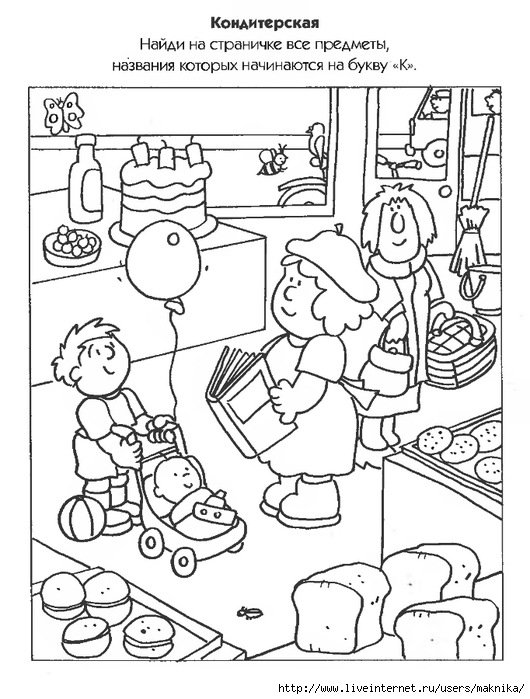 Кондитерская
Найди на страничке все предметы,
названия которых начинаются на букву «К».
http://www.liveinternet.ru/users/maknika/